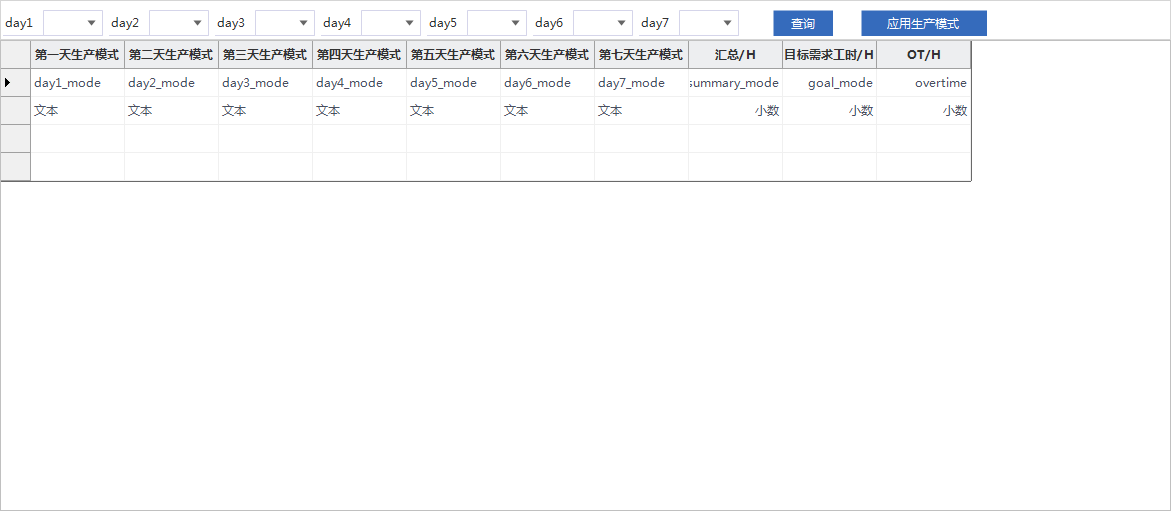 day1 day2 day3 day4 day5 day6 day7 查询 应用生产模式
第一天生产模式 第二天生产模式 第三天生产模式 第四天生产模式 第五天生产模式 第六天生产模式 第七天生产模式 汇总/H 目标需求工时/H OT/H
day1_mode day2_mode day3_mode day4_mode day5_mode day6_mode day7_mode summary_mode goal_mode overtime
文本 文本 文本 文本 文本 文本 文本 小数 小数 小数